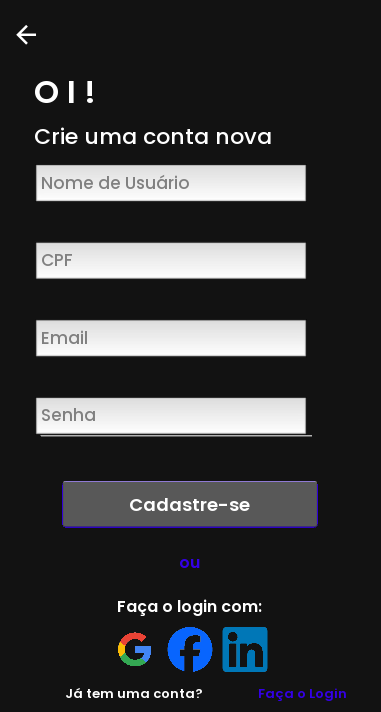 OI!
Crie uma conta nova
Nome de Usuário
CPF
Email
Senha
Cadastre-se
ou
Faça o login com:
Já tem uma conta? Faça o Login